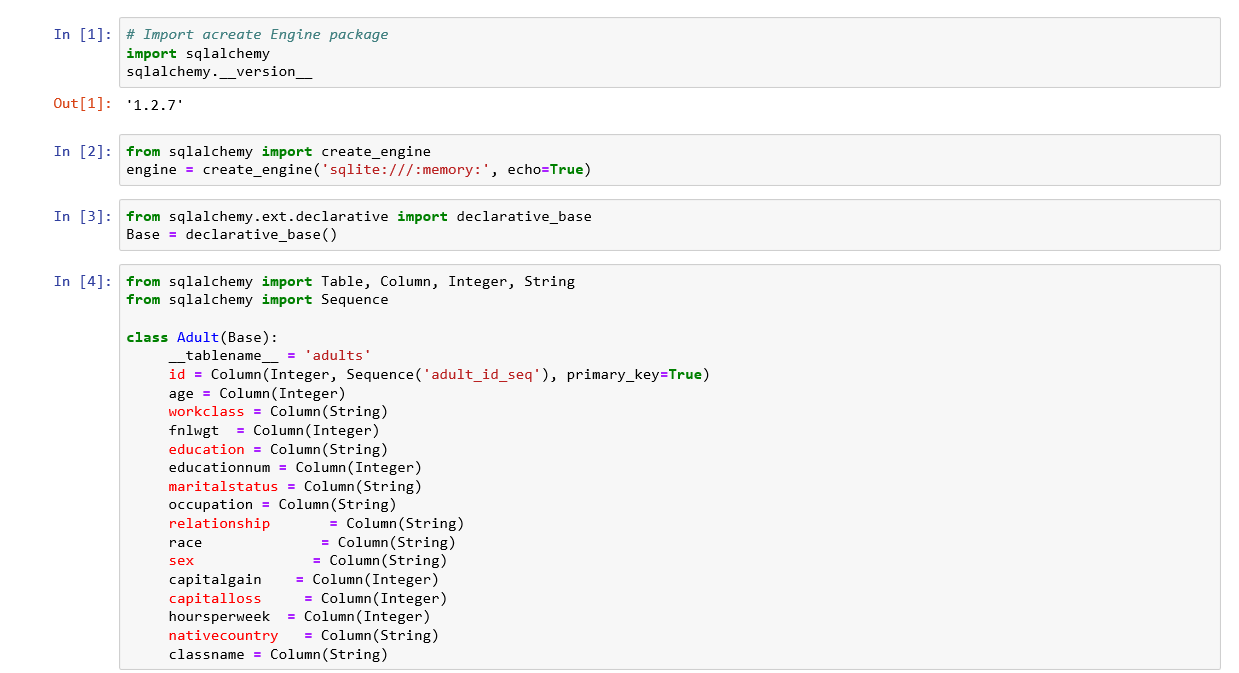 In [1]: # Import acreate Engine package
import sqlalchemy
sqlalchemy.__version__
Out[1]: '1.2.7'
In [2]: from sqlalchemy import create_engine
engine = create_engine('sqlite:///:memory:', echo=True)
In [3]: from sqlalchemy.ext.declarative import declarative_base
Base = declarative_base()
In [4]: from sqlalchemy import Table, Column, Integer, String
from sqlalchemy import Sequence
class Adult(Base):
     __tablename__ = 'adults'
     id = Column(Integer, Sequence('adult_id_seq'), primary_key=True)
     age = Column(Integer)
     workclass = Column(String)
     fnlwgt  = Column(Integer)
     education = Column(String)
     educationnum = Column(Integer)
     maritalstatus = Column(String)
     occupation = Column(String)
     relationship       = Column(String)
     race              = Column(String)
     sex              = Column(String)
     capitalgain    = Column(Integer)
     capitalloss     = Column(Integer)
     hoursperweek  = Column(Integer)
     nativecountry   = Column(String)
     classname = Column(String)